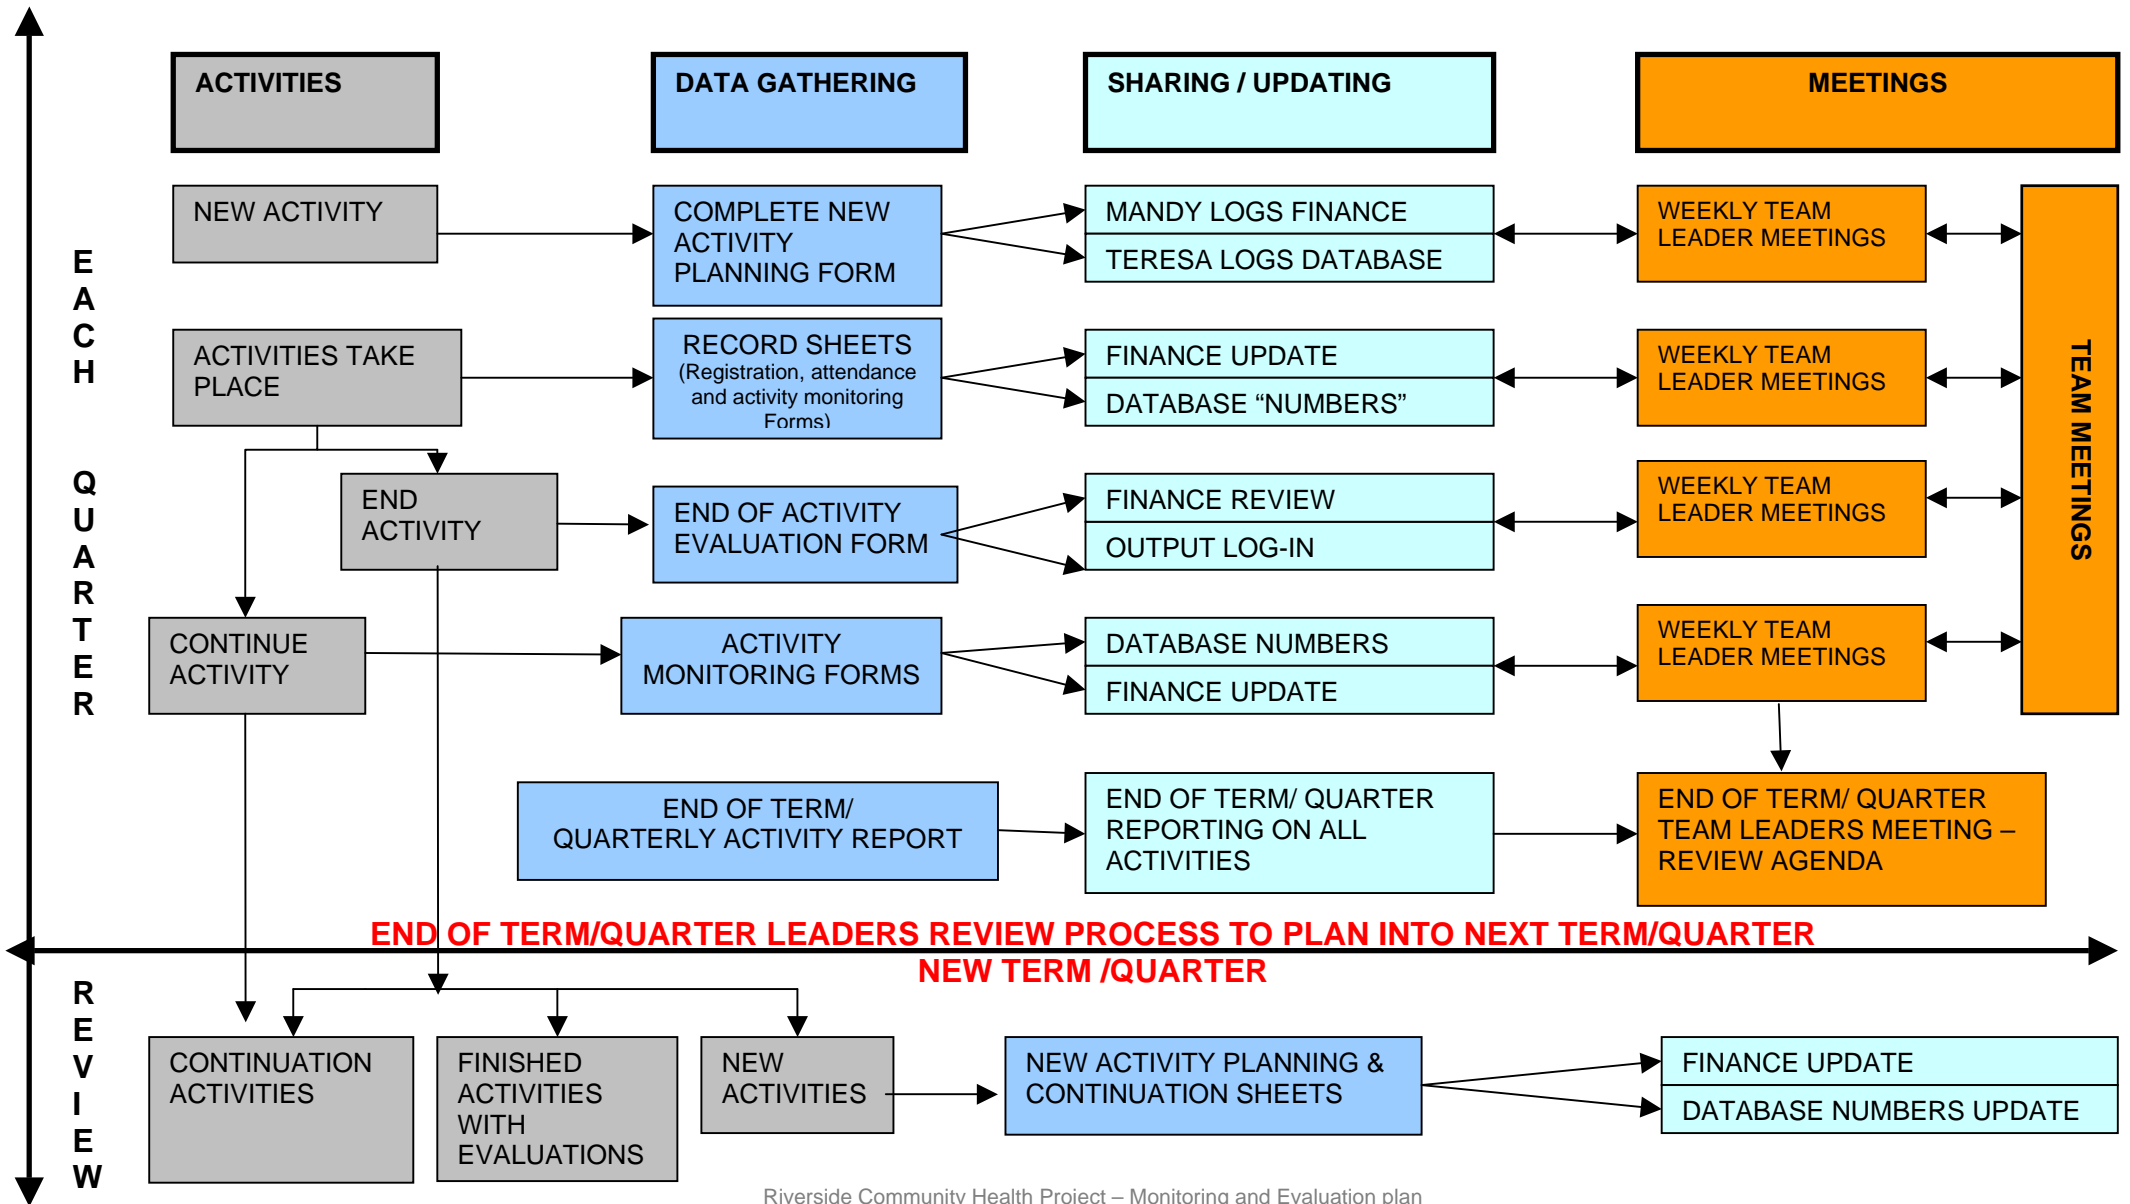 ACTIVITIES
DATA GATHERING
SHARING / UPDATING
MEETINGS
EACH
QUARTER
NEW ACTIVITY
COMPLETE NEW
ACTIVITY
PLANNING FORM
MANDY LOGS FINANCE
TERESA LOGS DATABASE
WEEKLY TEAM
LEADER MEETINGS
TEAM MEETINGS
ACTIVITIES TAKE
PLACE
RECORD SHEETS
(Registration, attendance
and activity monitoring
Forms)
FINANCE UPDATE
DATABASE “NUMBERS”
WEEKLY TEAM
LEADER MEETINGS
END
ACTIVITY
END OF ACTIVITY
EVALUATION FORM
FINANCE REVIEW
OUTPUT LOG-IN
WEEKLY TEAM
LEADER MEETINGS
CONTINUE
ACTIVITY
ACTIVITY
MONITORING FORMS
DATABASE NUMBERS
FINANCE UPDATE
WEEKLY TEAM
LEADER MEETINGS
END OF TERM/
QUARTERLY ACTIVITY REPORT
END OF TERM/ QUARTER
REPORTING ON ALL
ACTIVITIES
END OF TERM/ QUARTER
TEAM LEADERS MEETING –
REVIEW AGENDA
END OF TERM/QUARTER LEADERS REVIEW PROCESS TO PLAN INTO NEXT TERM/QUARTER
NEW TERM /QUARTER
REVIEW
CONTINUATION
ACTIVITIES
FINISHED
ACTIVITIES
WITH
EVALUATIONS
NEW
ACTIVITIES
NEW ACTIVITY PLANNING &
CONTINUATION SHEETS
FINANCE UPDATE
DATABASE NUMBERS UPDATE
Riverside Community Health Project – Monitoring and Evaluation plan